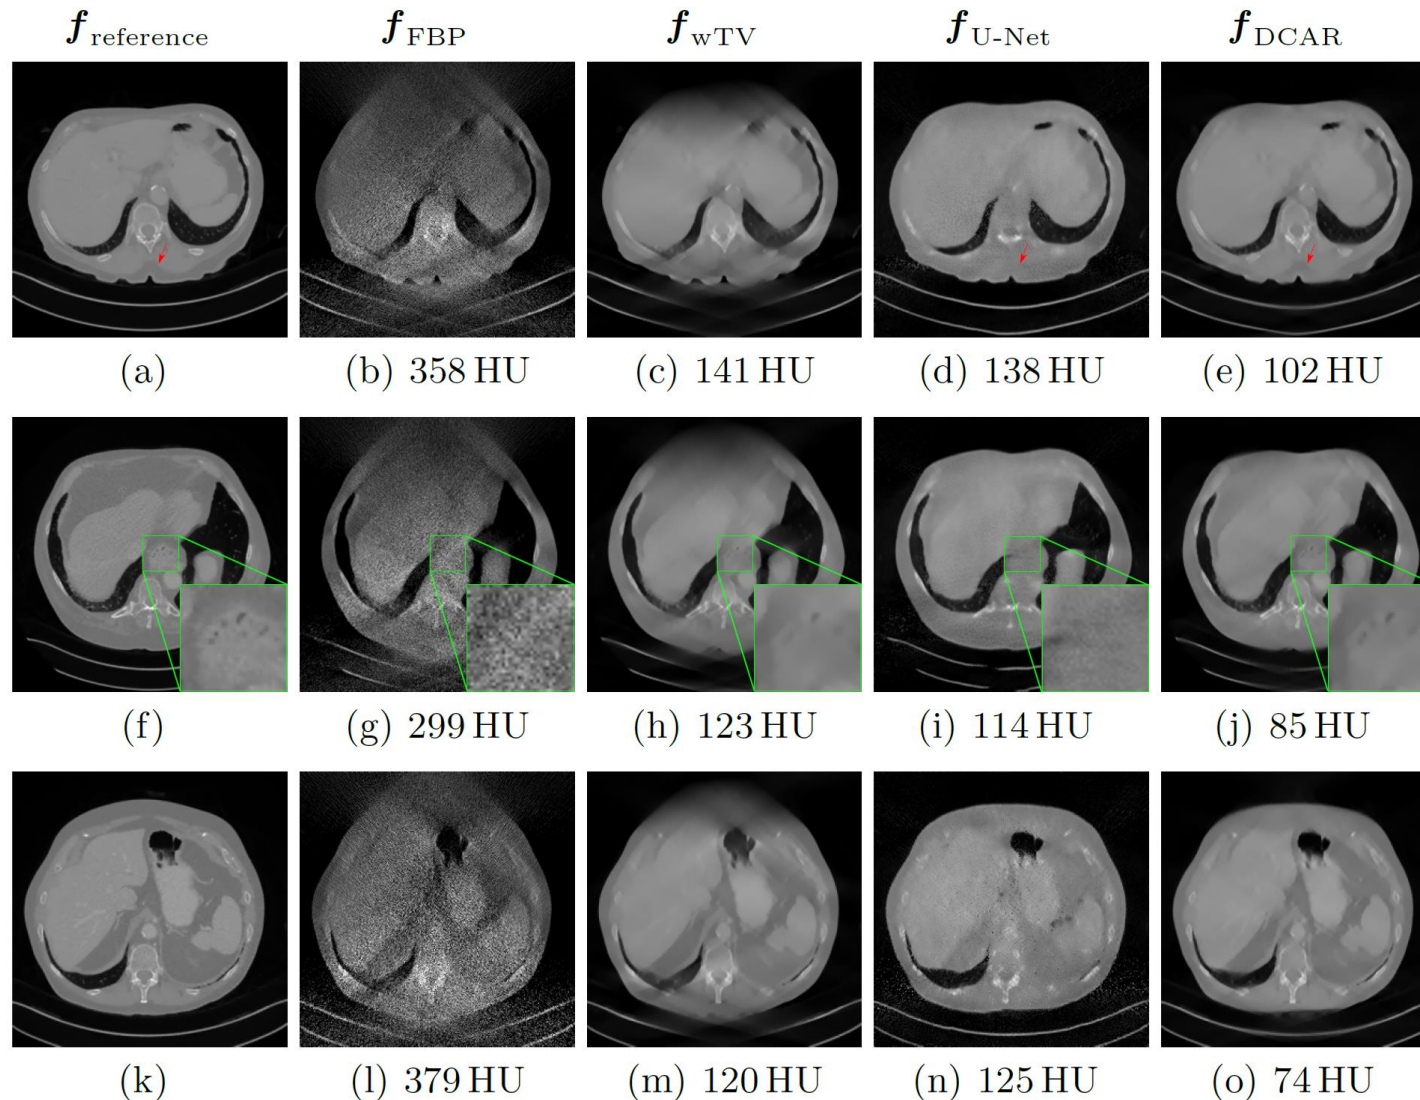 f reference f FBP f wTV f U-Net f DCAR
(a) (b) 358 HU (c) 141 HU (d) 138 HU (e) 102 HU
(f) (g) 299 HU (h) 123 HU (i) 114 HU (j) 85 HU
(k) (l) 379 HU (m) 120 HU (n) 125 HU (o) 74 HU